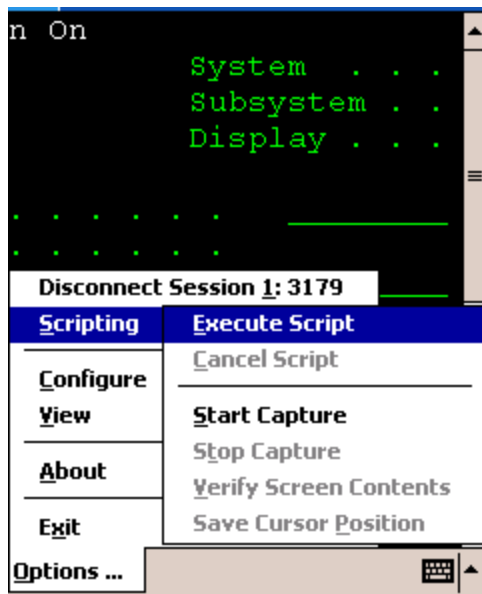 n On
System . . .
Subsystem . .
Display . . .
. . . . . . ________
. . . . . .
Disconnect Session 1: 3179
Scripting
Execute Script
Cancel Script
Configure
View
Start Capture
Stop Capture
About
Verify Screen Contents
Exit
Save Cursor Position
Options ...